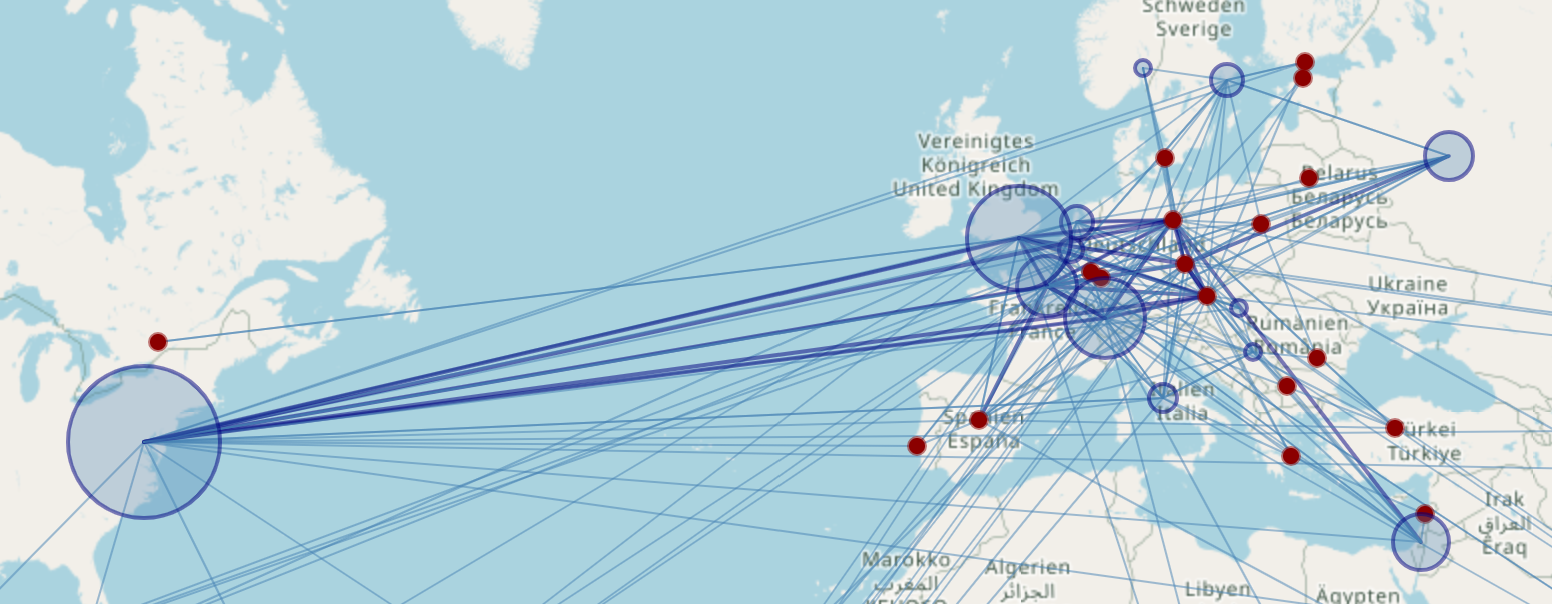 Schweden
Sverige
Vereinigtes
Königreich
United Kingdom
Belarus
Беларусь
Беларусь
Ukraine
Україна
France
Rumänien
România
Italien
Italia
Spanien
España
Türkei
Türkiye
Irak
العراق
Êraq
Marokko
المغرب
Algerien
الجزائر
Libyen
Ägypten